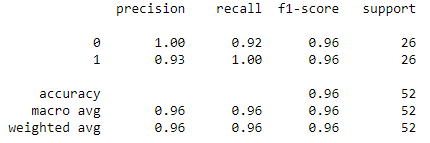 precision recall f1-score support
0 1.00 0.92 0.96 26
1 0.93 1.00 0.96 26
accuracy 0.96 52
macro avg 0.96 0.96 0.96 52
weighted avg 0.96 0.96 0.96 52